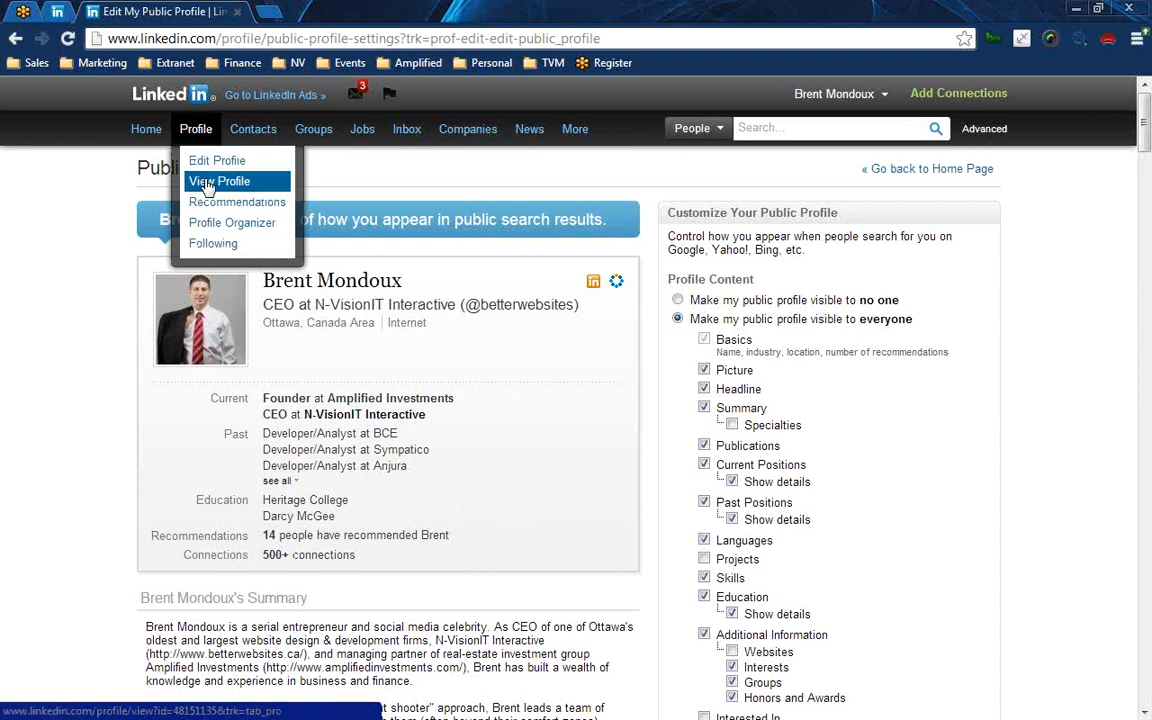 Edit My Public Profile | Lin
www.linkedin.com/profile/public-profile-settings?trk=prof-edit-edit-public_profile
Sales Marketing Extranet Finance NV Events Amplified Personal TVM Register
Linked in Go to LinkedIn Ads » 3 Brent Mondoux Add Connections
Home Profile Contacts Groups Jobs Inbox Companies News More People Search... Advanced
Edit Profile
View Profile
Recommendations
Profile Organizer
Following
Publi
« Go back to Home Page
of how you appear in public search results.
Brent Mondoux
CEO at N-VisionIT Interactive (@betterwebsites)
Ottawa, Canada Area | Internet
Current Founder at Amplified Investments
CEO at N-VisionIT Interactive
Past Developer/Analyst at BCE
Developer/Analyst at Sympatico
Developer/Analyst at Anjura
see all
Education Heritage College
Darcy McGee
Recommendations 14 people have recommended Brent
Connections 500+ connections
Brent Mondoux's Summary
Brent Mondoux is a serial entrepreneur and social media celebrity. As CEO of one of Ottawa's
oldest and largest website design & development firms, N-VisionIT Interactive
(http://www.betterwebsites.ca/), and managing partner of real-estate investment group
Amplified Investments (http://www.amplifiedinvestments.com/), Brent has built a wealth of
knowledge and experience in business and finance.
shooter" approach, Brent leads a team of
Customize Your Public Profile
Control how you appear when people search for you on
Google, Yahoo!, Bing, etc.
Profile Content
Make my public profile visible to no one
Make my public profile visible to everyone
Basics
Name, industry, location, number of recommendations
Picture
Headline
Summary
Specialties
Publications
Current Positions
Show details
Past Positions
Show details
Languages
Projects
Skills
Education
Show details
Additional Information
Websites
Interests
Groups
Honors and Awards
Interested In
www.linkedin.com/profile/view?id=48151135&trk=tab_pro